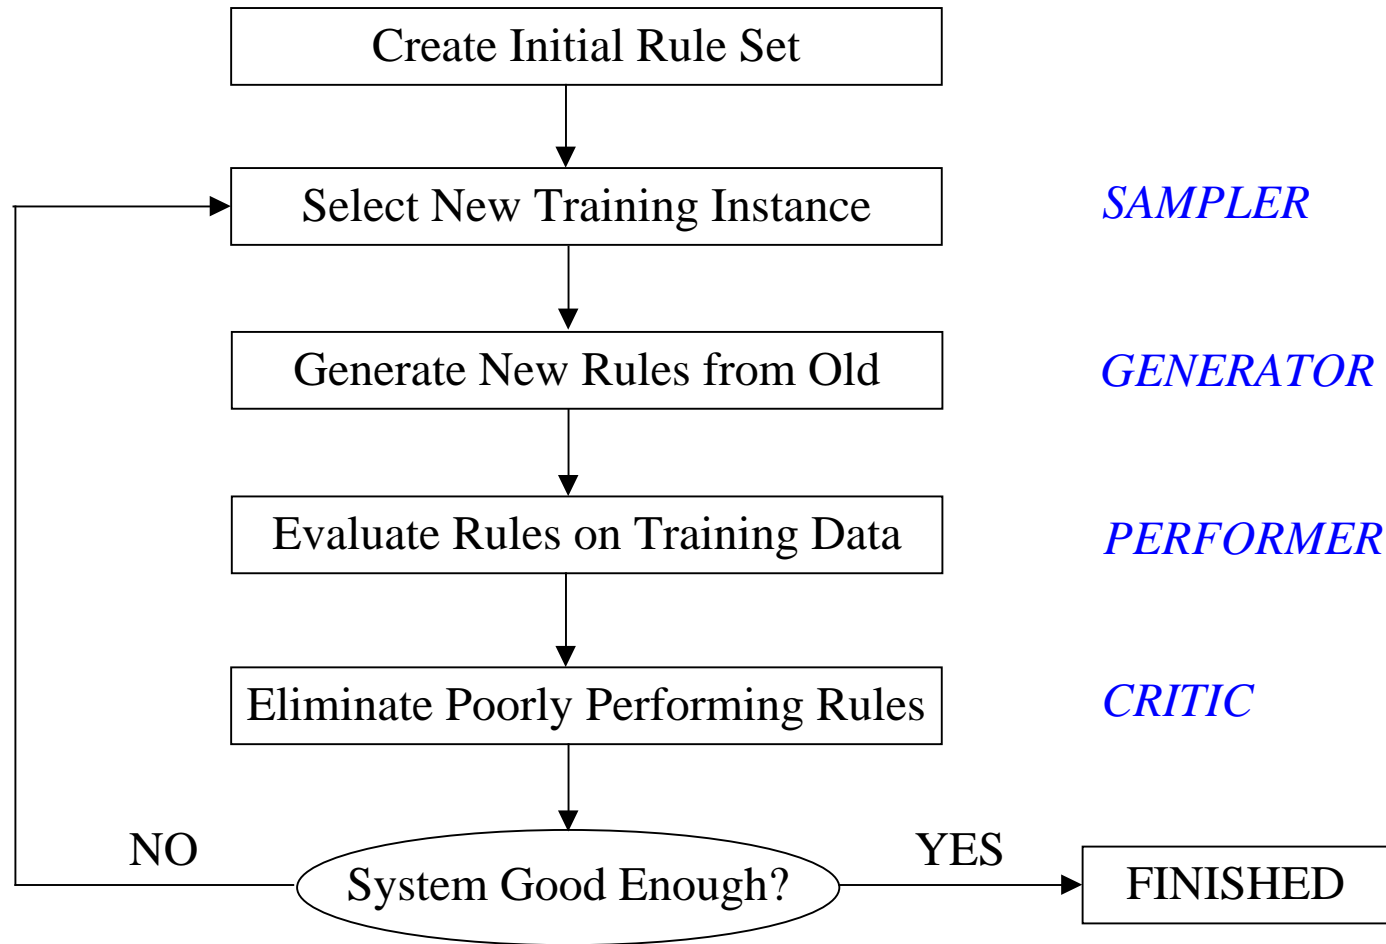 Create Initial Rule Set
Select New Training Instance
SAMPLER
Generate New Rules from Old
GENERATOR
Evaluate Rules on Training Data
PERFORMER
Eliminate Poorly Performing Rules
CRITIC
NO
YES
System Good Enough?
FINISHED